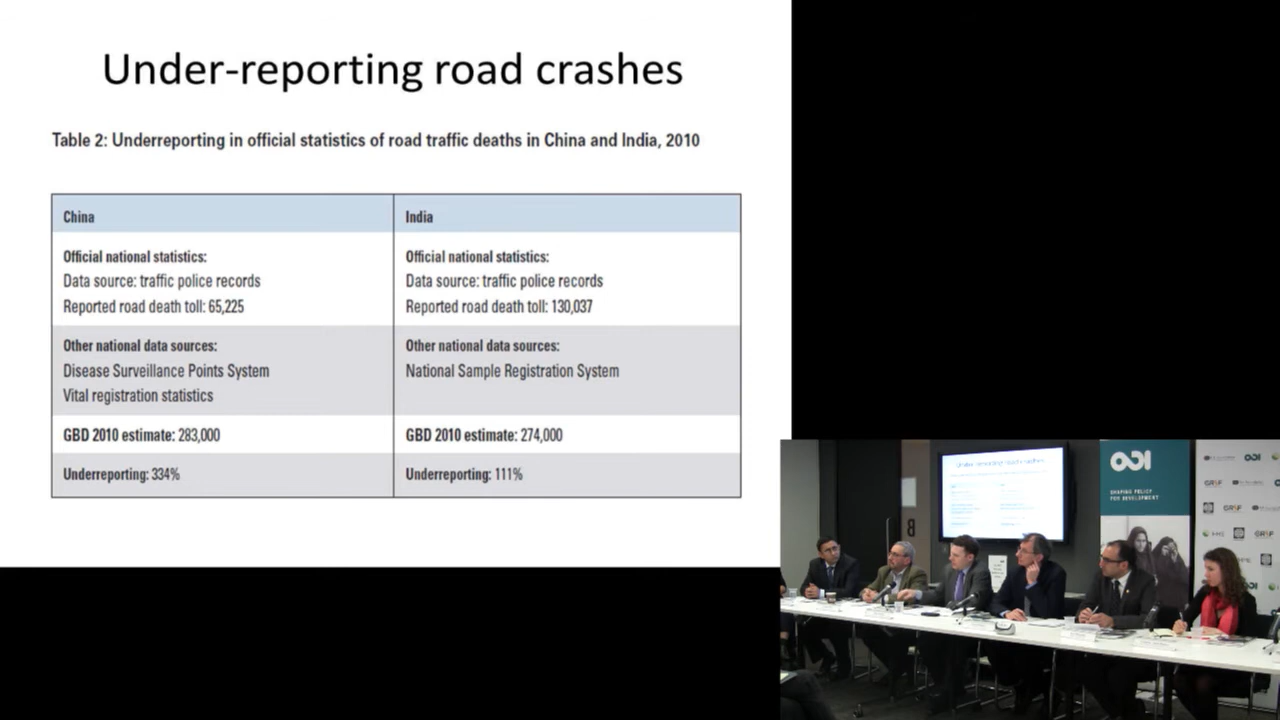 Under-reporting road crashes
Table 2: Underreporting in official statistics of road traffic deaths in China and India, 2010
China
Official national statistics:
Data source: traffic police records
Reported road death toll: 65,225
Other national data sources:
Disease Surveillance Points System
Vital registration statistics
GBD 2010 estimate: 283,000
Underreporting: 334%
India
Official national statistics:
Data source: traffic police records
Reported road death toll: 130,037
Other national data sources:
National Sample Registration System
GBD 2010 estimate: 274,000
Underreporting: 111%
ODI
SHAPING POLICY
FOR DEVELOPMENT
8